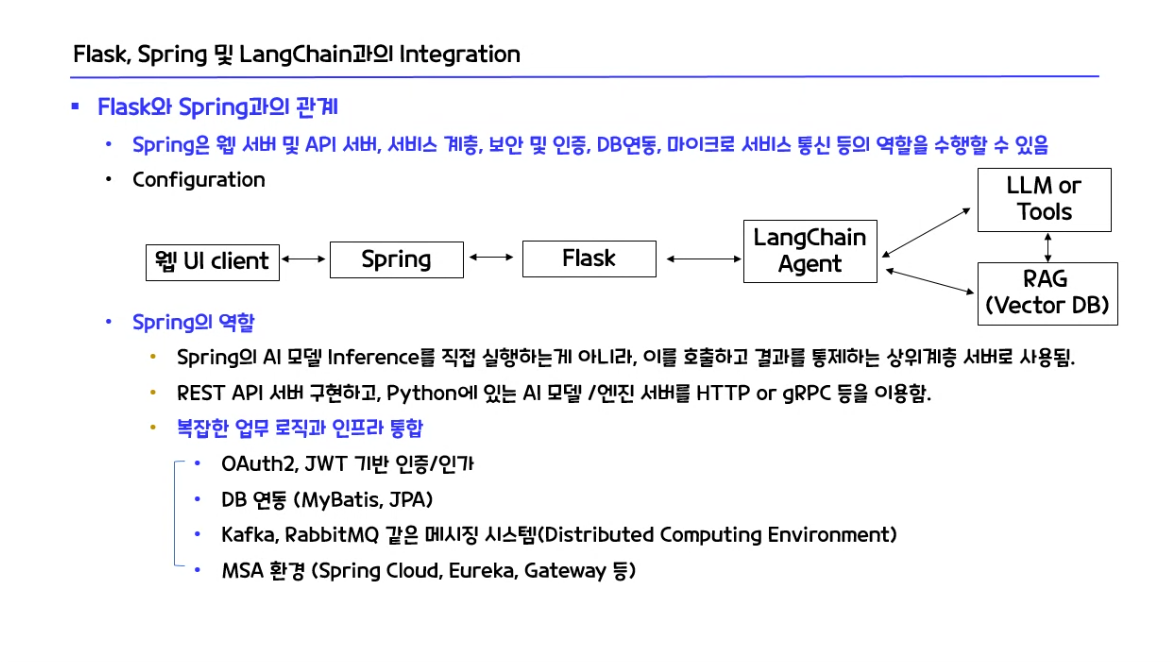 Flask, Spring 및 LangChain과의 Integration
Flask와 Spring과의 관계
Spring은 웹 서버 및 API 서버, 서비스 계층, 보안 및 인증, DB연동, 마이크로 서비스 통신 등의 역할을 수행할 수 있음
Configuration
웹 UI client
Spring
Flask
LangChain
Agent
LLM or
Tools
RAG
(Vector DB)
Spring의 역할
Spring의 AI 모델 Inference를 직접 실행하는게 아니라, 이를 호출하고 결과를 통제하는 상위계층 서버로 사용됨.
REST API 서버 구현하고, Python에 있는 AI 모델 /엔진 서버를 HTTP or gRPC 등을 이용함.
복잡한 업무 로직과 인프라 통합
OAuth2, JWT 기반 인증/인가
DB 연동 (MyBatis, JPA)
Kafka, RabbitMQ 같은 메시징 시스템(Distributed Computing Environment)
MSA 환경 (Spring Cloud, Eureka, Gateway 등)